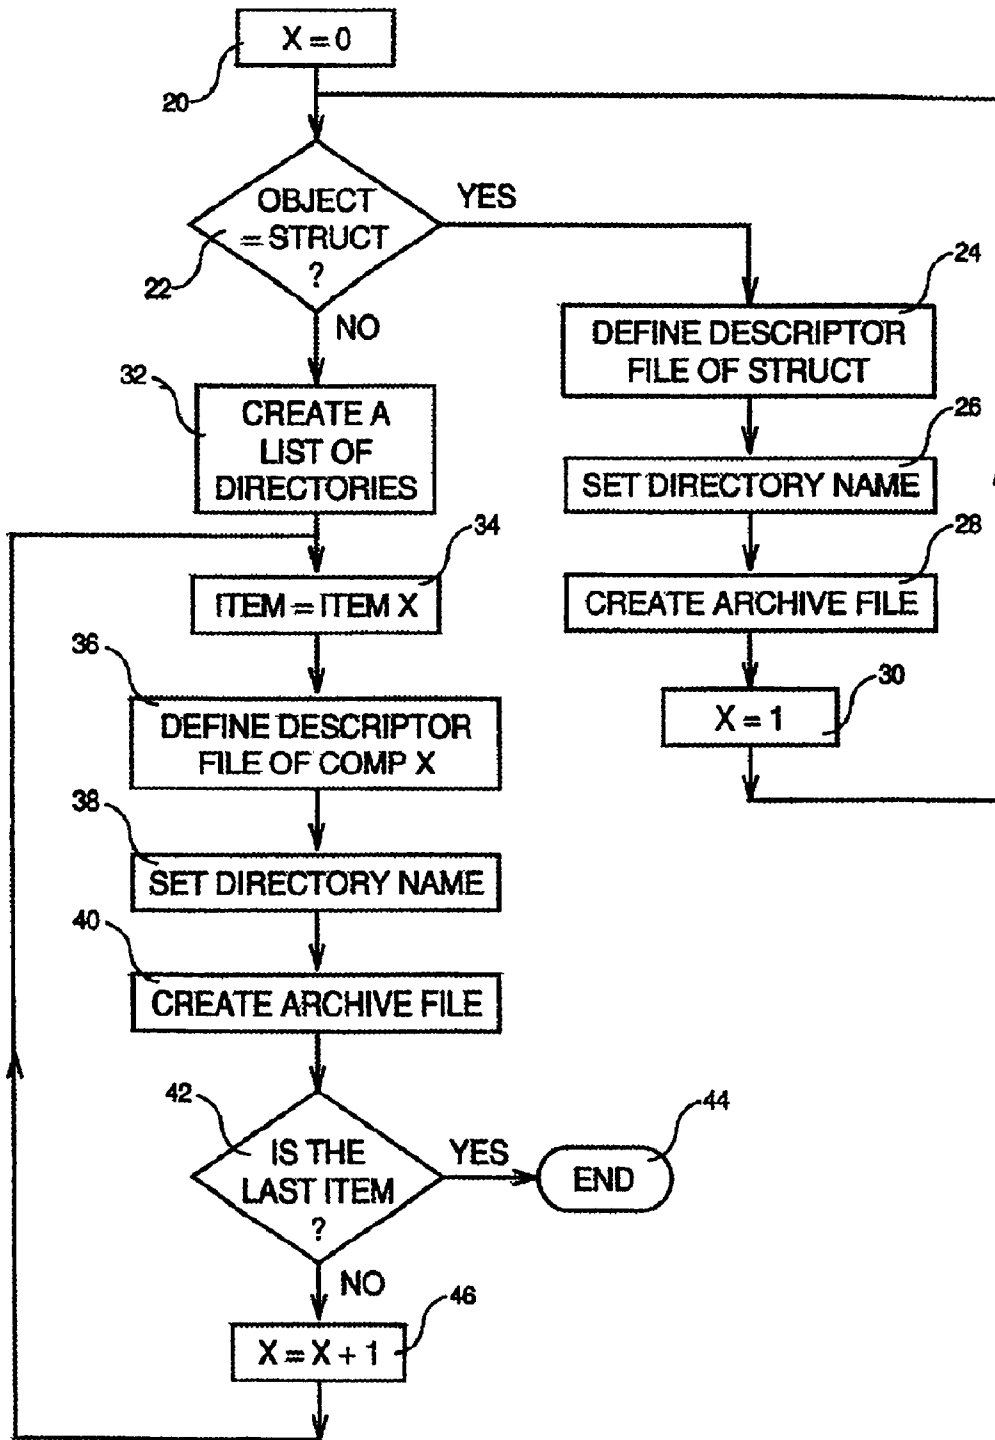 X = 0
20
OBJECT
= STRUCT
?
22
YES
NO
24
DEFINE DESCRIPTOR
FILE OF STRUCT
26
SET DIRECTORY NAME
28
CREATE ARCHIVE FILE
30
X = 1
32
CREATE A
LIST OF
DIRECTORIES
34
ITEM = ITEM X
36
DEFINE DESCRIPTOR
FILE OF COMP X
38
SET DIRECTORY NAME
40
CREATE ARCHIVE FILE
42
IS THE
LAST ITEM
?
YES
44
END
NO
46
X = X + 1